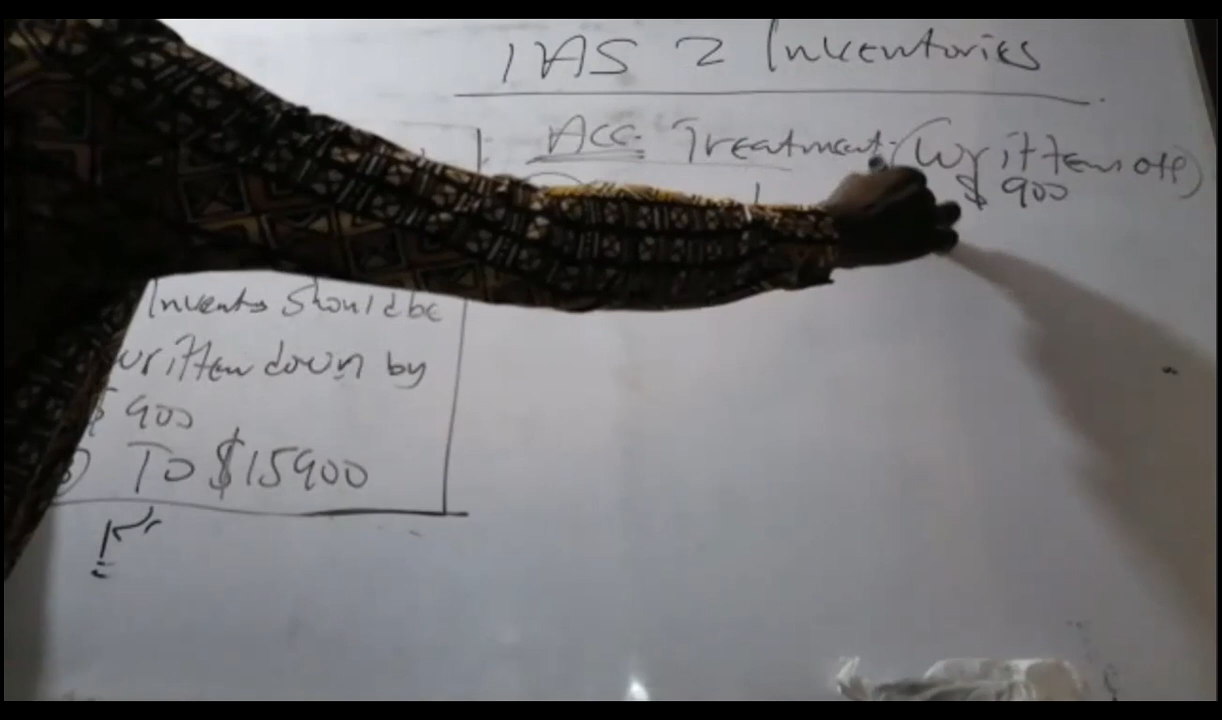 IAS 2 Inventories
Acc. Treatment (written off)
$ 900
Invents should be
written down by
$ 900
TO $15900